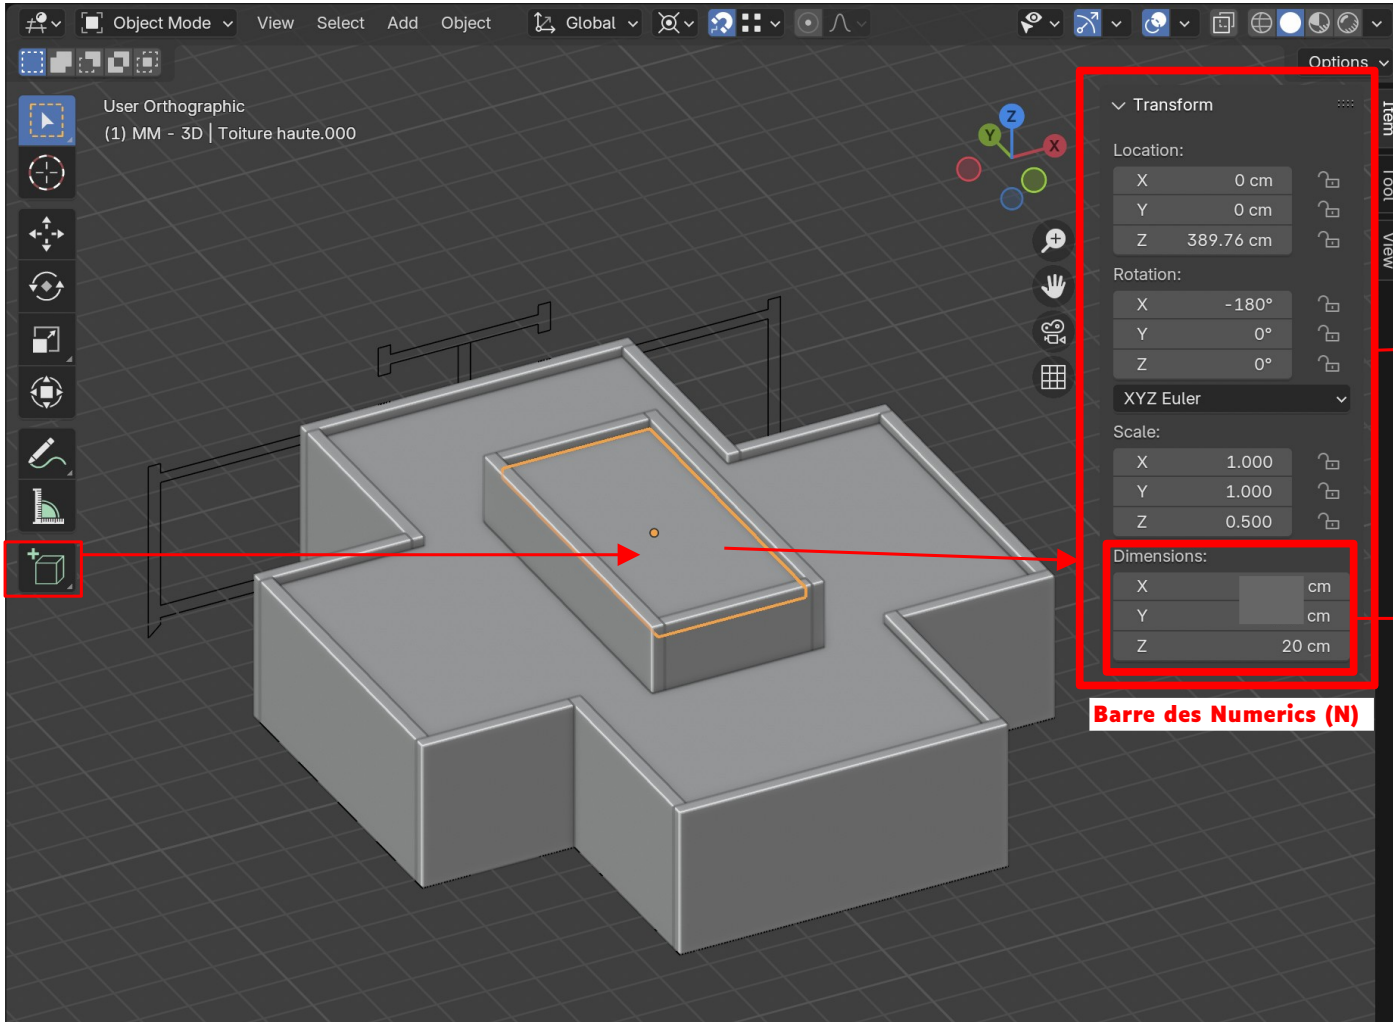 Object Mode View Select Add Object Global
Options
User Orthographic
(1) MM - 3D | Toiture haute.000
Z
Y
X
Item
Tool
View
Transform
Location:
X 0 cm
Y 0 cm
Z 389.76 cm
Rotation:
X -180°
Y 0°
Z 0°
XYZ Euler
Scale:
X 1.000
Y 1.000
Z 0.500
Dimensions:
X cm
Y cm
Z 20 cm
Barre des Numerics (N)